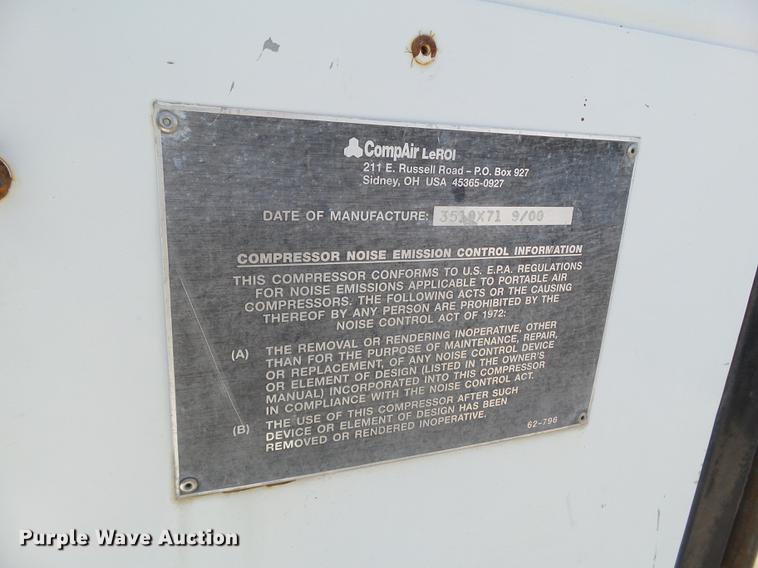 CompAir LeROI
211 E. Russell Road – P.O. Box 927
Sidney, OH USA 45365-0927
DATE OF MANUFACTURE: 3510X71 9/00
COMPRESSOR NOISE EMISSION CONTROL INFORMATION
THIS COMPRESSOR CONFORMS TO U.S. E.P.A. REGULATIONS
FOR NOISE EMISSIONS APPLICABLE TO PORTABLE AIR
COMPRESSORS. THE FOLLOWING ACTS OR THE CAUSING
THEREOF BY ANY PERSON ARE PROHIBITED BY THE
NOISE CONTROL ACT OF 1972:
(A) THE REMOVAL OR RENDERING INOPERATIVE, OTHER
THAN FOR THE PURPOSE OF MAINTENANCE, REPAIR,
OR REPLACEMENT, OF ANY NOISE CONTROL DEVICE
OR ELEMENT OF DESIGN (LISTED IN THE OWNER'S
MANUAL) INCORPORATED INTO THIS COMPRESSOR
IN COMPLIANCE WITH THE NOISE CONTROL ACT.
(B) THE USE OF THIS COMPRESSOR AFTER SUCH
DEVICE OR ELEMENT OF DESIGN HAS BEEN
REMOVED OR RENDERED INOPERATIVE.
62-796
Purple Wave Auction